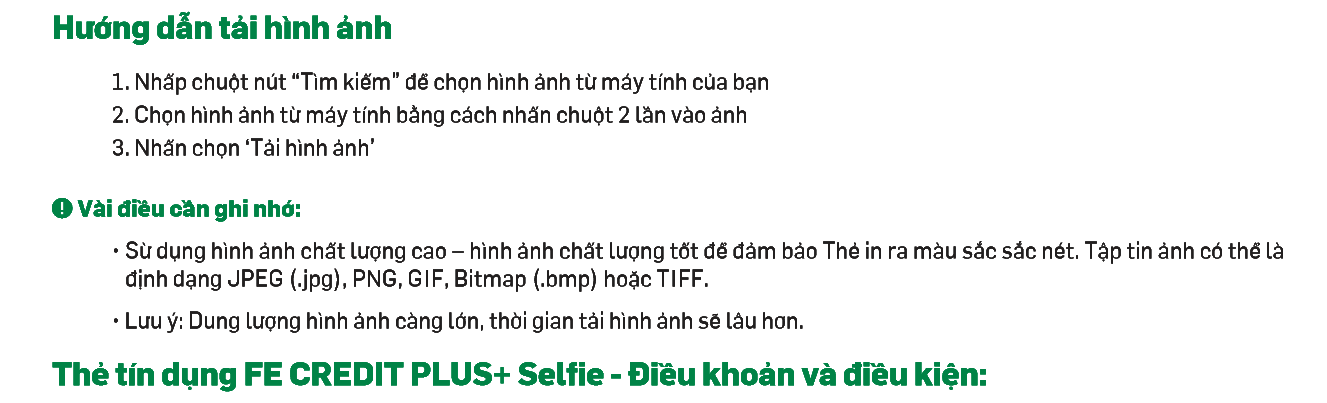 Hướng dẫn tải hình ảnh
1. Nhấp chuột nút “Tìm kiếm” để chọn hình ảnh từ máy tính của bạn
2. Chọn hình ảnh từ máy tính bằng cách nhấn chuột 2 lần vào ảnh
3. Nhấn chọn ‘Tải hình ảnh’
Vài điều cần ghi nhớ:
• Sử dụng hình ảnh chất lượng cao – hình ảnh chất lượng tốt để đảm bảo Thẻ in ra màu sắc sắc nét. Tập tin ảnh có thể là
định dạng JPEG (.jpg), PNG, GIF, Bitmap (.bmp) hoặc TIFF.
• Lưu ý: Dung lượng hình ảnh càng lớn, thời gian tải hình ảnh sẽ lâu hơn.
Thẻ tín dụng FE CREDIT PLUS+ Selfie - Điều khoản và điều kiện: